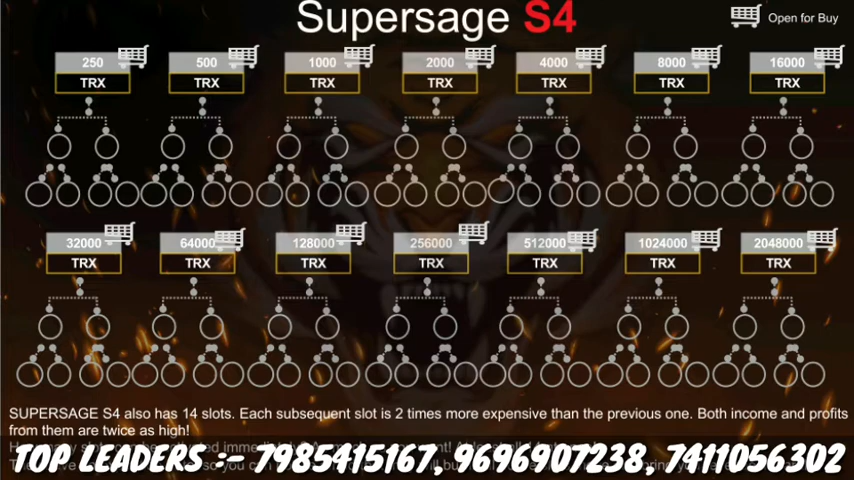 Supersage S4
Open for Buy
250 500 1000 2000 4000 8000 16000
TRX TRX TRX TRX TRX TRX TRX
32000 64000 128000 256000 512000 1024000 2048000
TRX TRX TRX TRX TRX TRX TRX
SUPERSAGE S4 also has 14 slots. Each subsequent slot is 2 times more expensive than the previous one. Both income and profits
from them are twice as high!
TOP LEADERS :- 7985415167, 9696907238, 7411056302